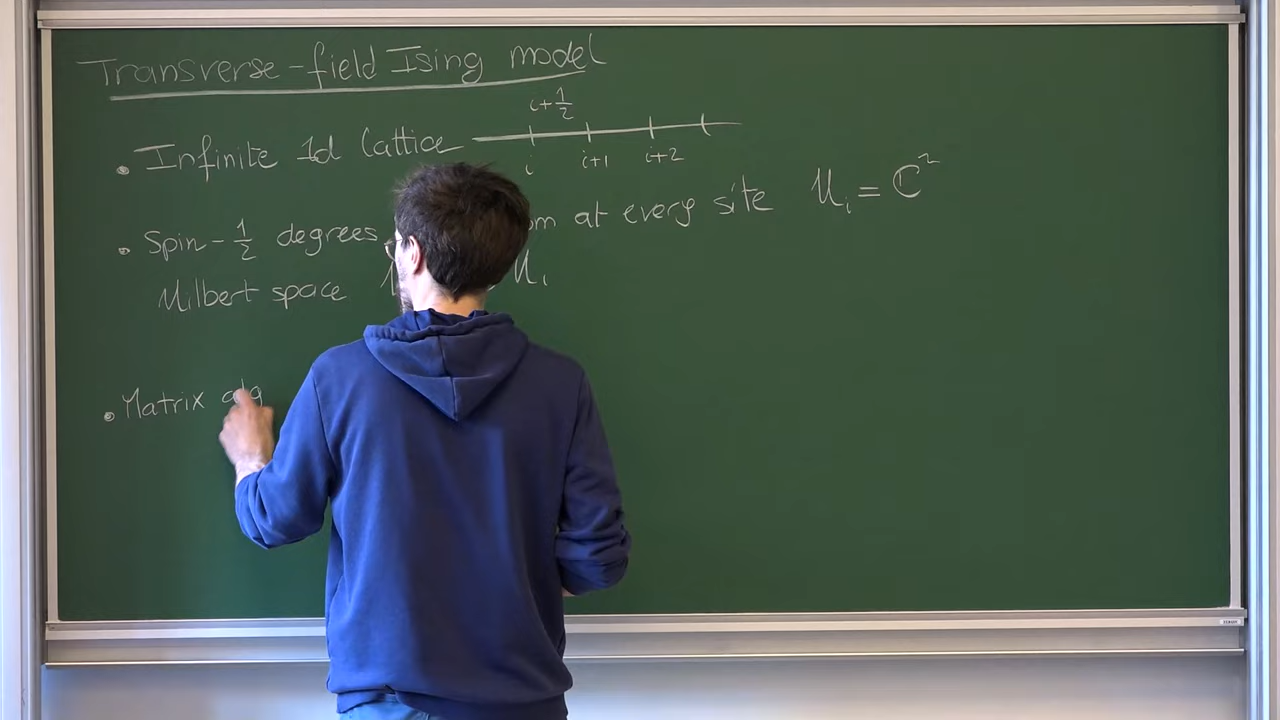 Transverse-field Ising model
i+½
• Infinite 1d lattice
i i+1 i+2
• Spin-½ degrees at every site ℋᵢ = ℂ²
Hilbert space ℋᵢ
• Matrix alg